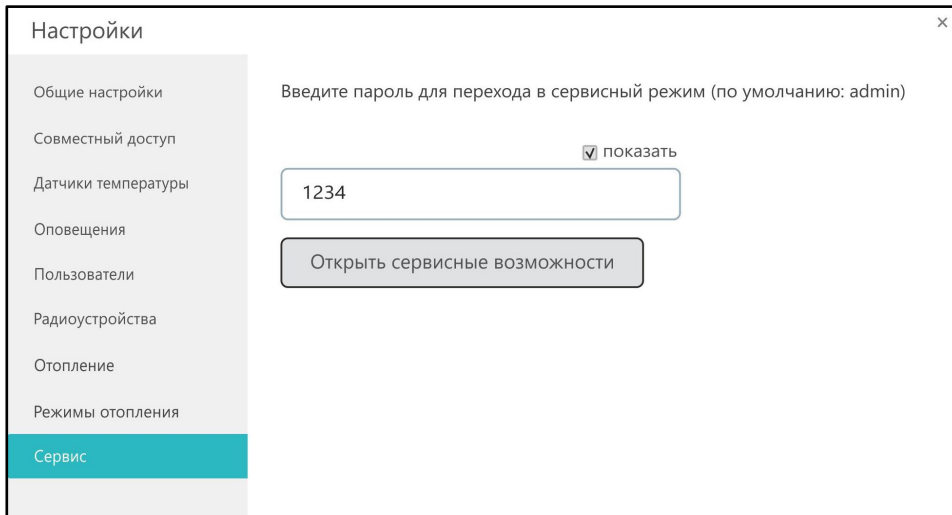 Настройки
×
Общие настройки
Совместный доступ
Датчики температуры
Оповещения
Пользователи
Радиоустройства
Отопление
Режимы отопления
Сервис
Введите пароль для перехода в сервисный режим (по умолчанию: admin)
показать
1234
Открыть сервисные возможности